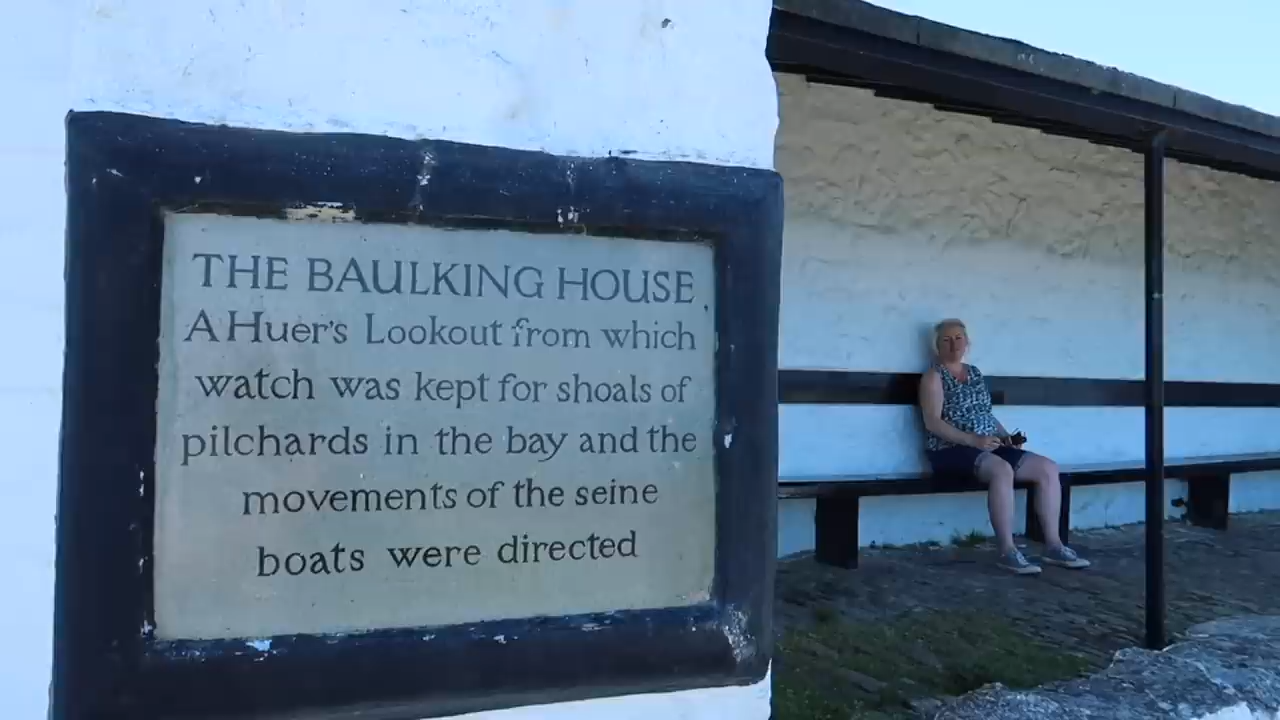 THE BAULKING HOUSE
A Huer's Lookout from which
watch was kept for shoals of
pilchards in the bay and the
movements of the seine
boats were directed